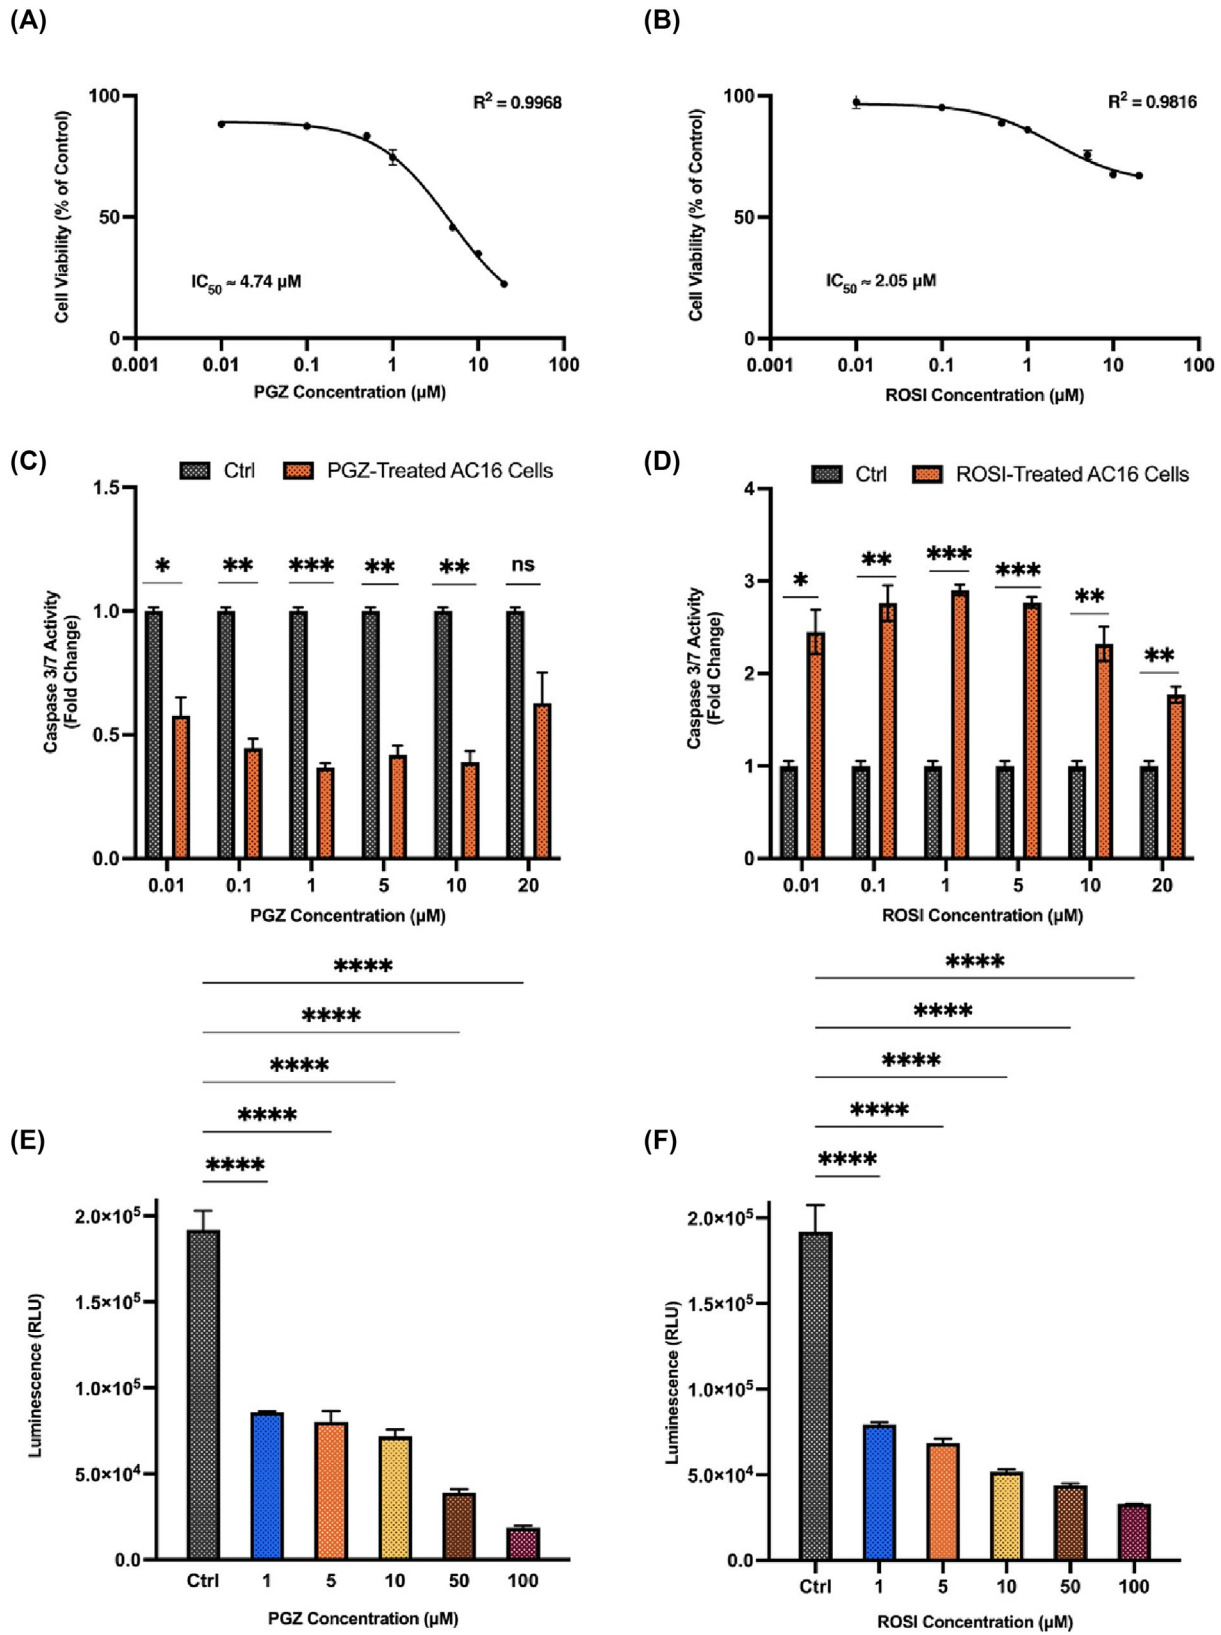 (A)
R² = 0.9968
100
50
0
Cell Viability (% of Control)
IC₅₀ ≈ 4.74 µM
0.001 0.01 0.1 1 10 100
PGZ Concentration (µM)
(B)
R² = 0.9816
100
50
0
Cell Viability (% of Control)
IC₅₀ ≈ 2.05 µM
0.001 0.01 0.1 1 10 100
ROSI Concentration (µM)
(C)
Ctrl PGZ-Treated AC16 Cells
1.5
1.0
0.5
0.0
Caspase 3/7 Activity
(Fold Change)
* ** *** ** ** ns
0.01 0.1 1 5 10 20
PGZ Concentration (µM)
(D)
Ctrl ROSI-Treated AC16 Cells
4
3
2
1
0
Caspase 3/7 Activity
(Fold Change)
* ** *** *** ** **
0.01 0.1 1 5 10 20
ROSI Concentration (µM)
(E)
****
****
****
****
****
2.0×10⁵
1.5×10⁵
1.0×10⁵
5.0×10⁴
0.0
Luminescence (RLU)
Ctrl 1 5 10 50 100
PGZ Concentration (µM)
(F)
****
****
****
****
****
2.0×10⁵
1.5×10⁵
1.0×10⁵
5.0×10⁴
0.0
Luminescence (RLU)
Ctrl 1 5 10 50 100
ROSI Concentration (µM)